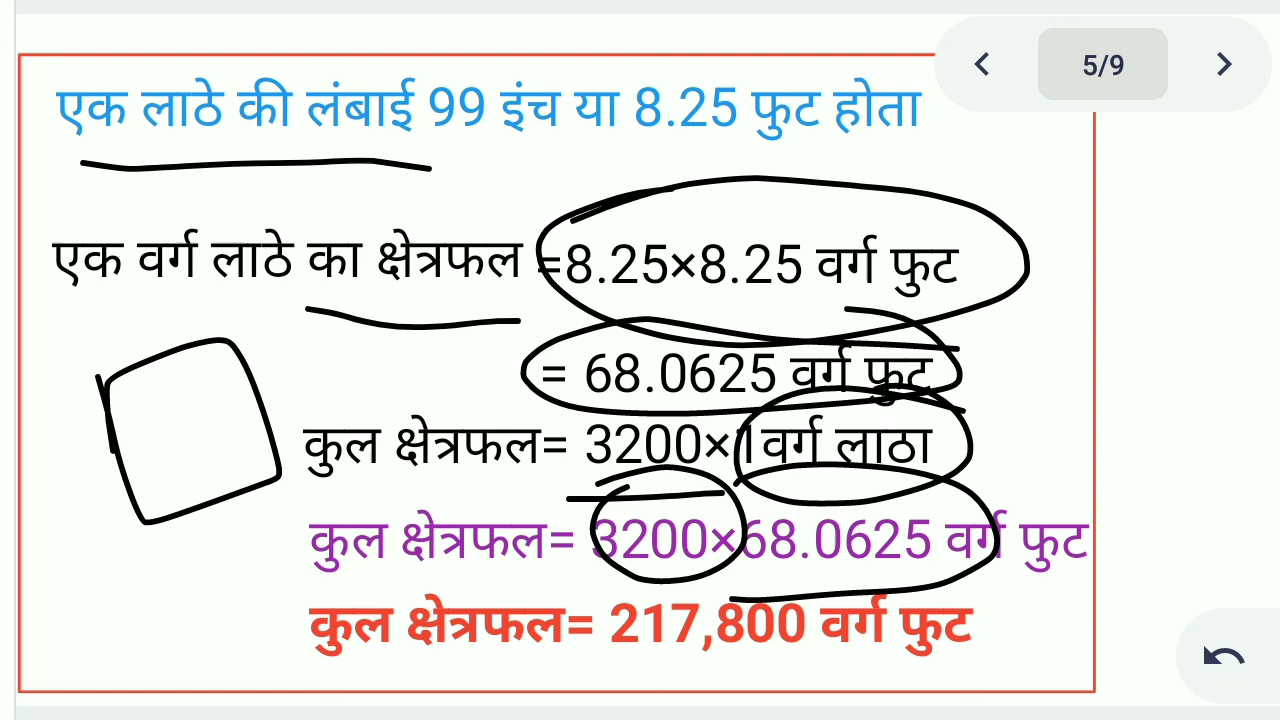 5/9
एक लाठे की लंबाई 99 इंच या 8.25 फुट होता
एक वर्ग लाठे का क्षेत्रफल =8.25×8.25 वर्ग फुट
= 68.0625 वर्ग फुट
कुल क्षेत्रफल= 3200×1वर्ग लाठा
कुल क्षेत्रफल= 3200×68.0625 वर्ग फुट
कुल क्षेत्रफल= 217,800 वर्ग फुट